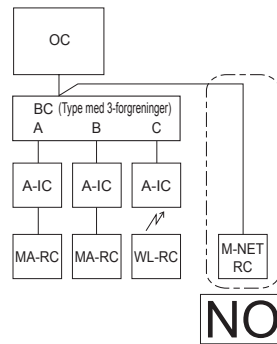 OC
BC (Type med 3-forgreninger)
A B C
A-IC A-IC A-IC
MA-RC MA-RC WL-RC
M-NET
RC
NO